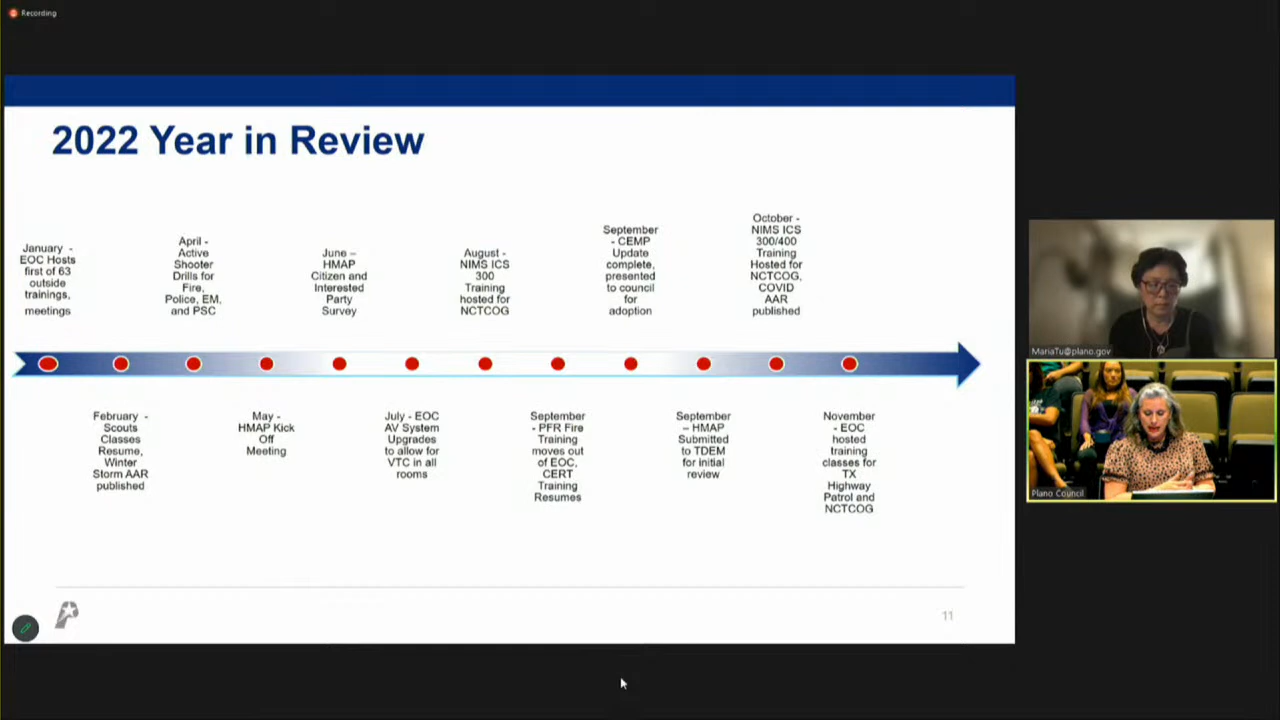 Recording
2022 Year in Review
January -
EOC Hosts
first of 63
outside
trainings,
meetings
February -
Scouts
Classes
Resume,
Winter
Storm AAR
published
April -
Active
Shooter
Drills for
Fire,
Police, EM,
and PSC
May -
HMAP Kick
Off
Meeting
June –
HMAP
Citizen and
Interested
Party
Survey
July - EOC
AV System
Upgrades
to allow for
VTC in all
rooms
August -
NIMS ICS
300
Training
hosted for
NCTCOG
September
- PFR Fire
Training
moves out
of EOC,
CERT
Training
Resumes
September
- CEMP
Update
complete,
presented
to council
for
adoption
September
– HMAP
Submitted
to TDEM
for initial
review
October -
NIMS ICS
300/400
Training
Hosted for
NCTCOG,
COVID
AAR
published
November
- EOC
hosted
training
classes for
TX
Highway
Patrol and
NCTCOG
11
MariaTu@plano.gov
Plano Council